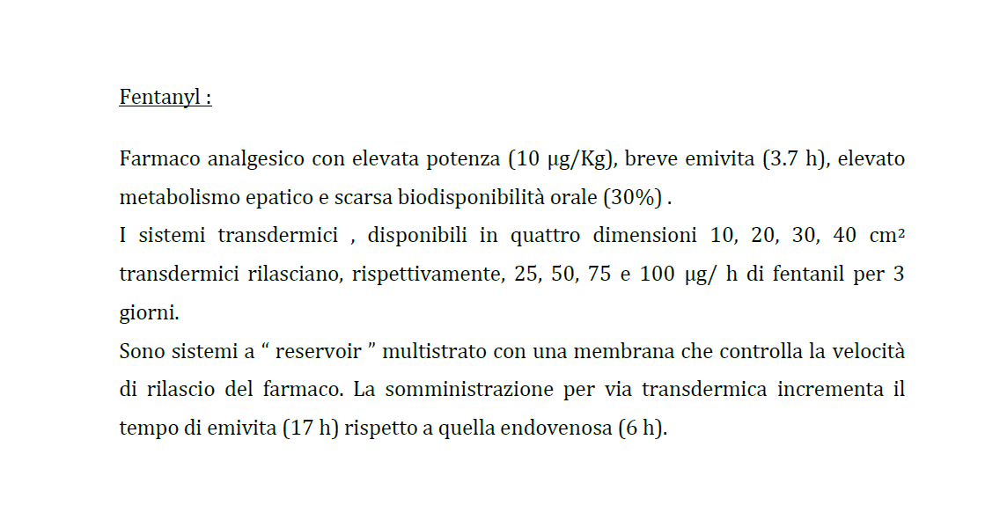 Fentanyl :
Farmaco analgesico con elevata potenza (10 μg/Kg), breve emivita (3.7 h), elevato
metabolismo epatico e scarsa biodisponibilità orale (30%) .
I sistemi transdermici , disponibili in quattro dimensioni 10, 20, 30, 40 cm²
transdermici rilasciano, rispettivamente, 25, 50, 75 e 100 μg/ h di fentanil per 3
giorni.
Sono sistemi a “ reservoir ” multistrato con una membrana che controlla la velocità
di rilascio del farmaco. La somministrazione per via transdermica incrementa il
tempo di emivita (17 h) rispetto a quella endovenosa (6 h).